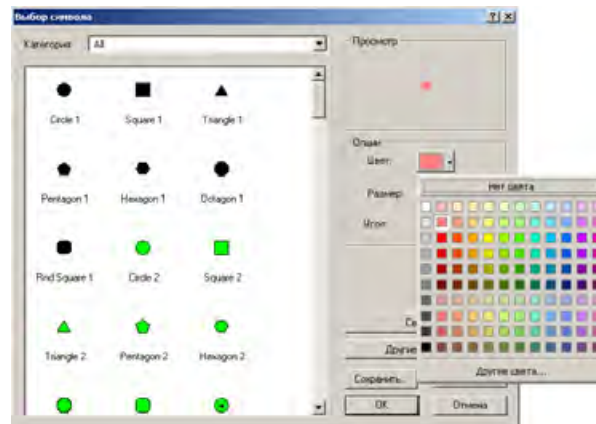 Выбор символа
Категория: All
Просмотр
Circle 1 Square 1 Triangle 1
Опции
Цвет:
Pentagon 1 Hexagon 1 Octagon 1
Размер:
Угол:
Нет цвета
Rnd Square 1 Circle 2 Square 2
Triangle 2 Pentagon 2 Hexagon 2
Другие
Другие цвета...
Сохранить...
OK Отмена